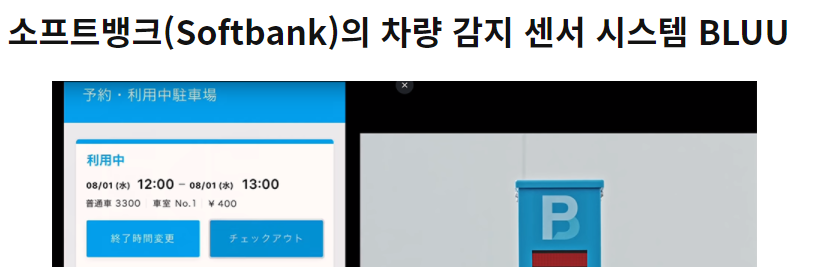 소프트뱅크(Softbank)의 차량 감지 센서 시스템 BLUU
予約・利用中駐車場
利用中
08/01 (水) 12:00 － 08/01 (水) 13:00
普通車 3300 車室 No.1 ¥ 400
終了時間変更 チェックアウト
B